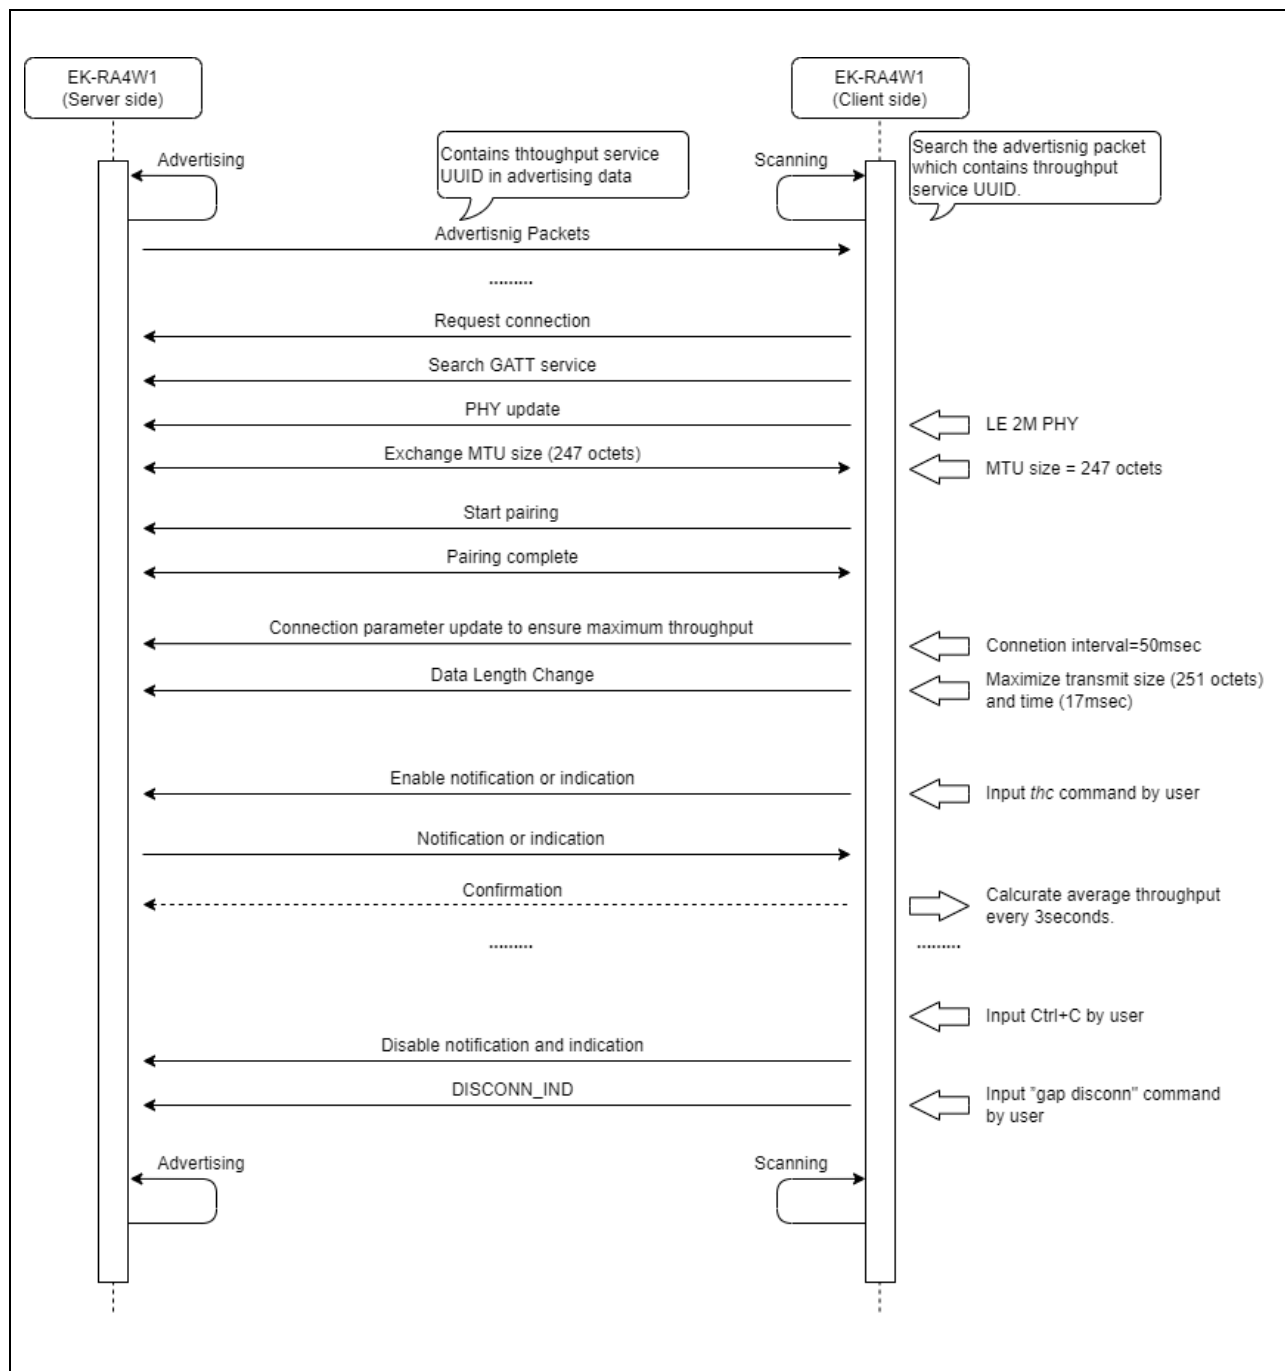 EK-RA4W1
(Server side)
EK-RA4W1
(Client side)
Advertising
Contains thtoughput service
UUID in advertising data
Scanning
Search the advertisnig packet
which contains throughput
service UUID.
Advertisnig Packets
.........
Request connection
Search GATT service
PHY update
LE 2M PHY
Exchange MTU size (247 octets)
MTU size = 247 octets
Start pairing
Pairing complete
Connection parameter update to ensure maximum throughput
Connetion interval=50msec
Data Length Change
Maximize transmit size (251 octets)
and time (17msec)
Enable notification or indication
Input thc command by user
Notification or indication
Confirmation
Calcurate average throughput
every 3seconds.
.........
.........
Input Ctrl+C by user
Disable notification and indication
DISCONN_IND
Input "gap disconn" command
by user
Advertising
Scanning